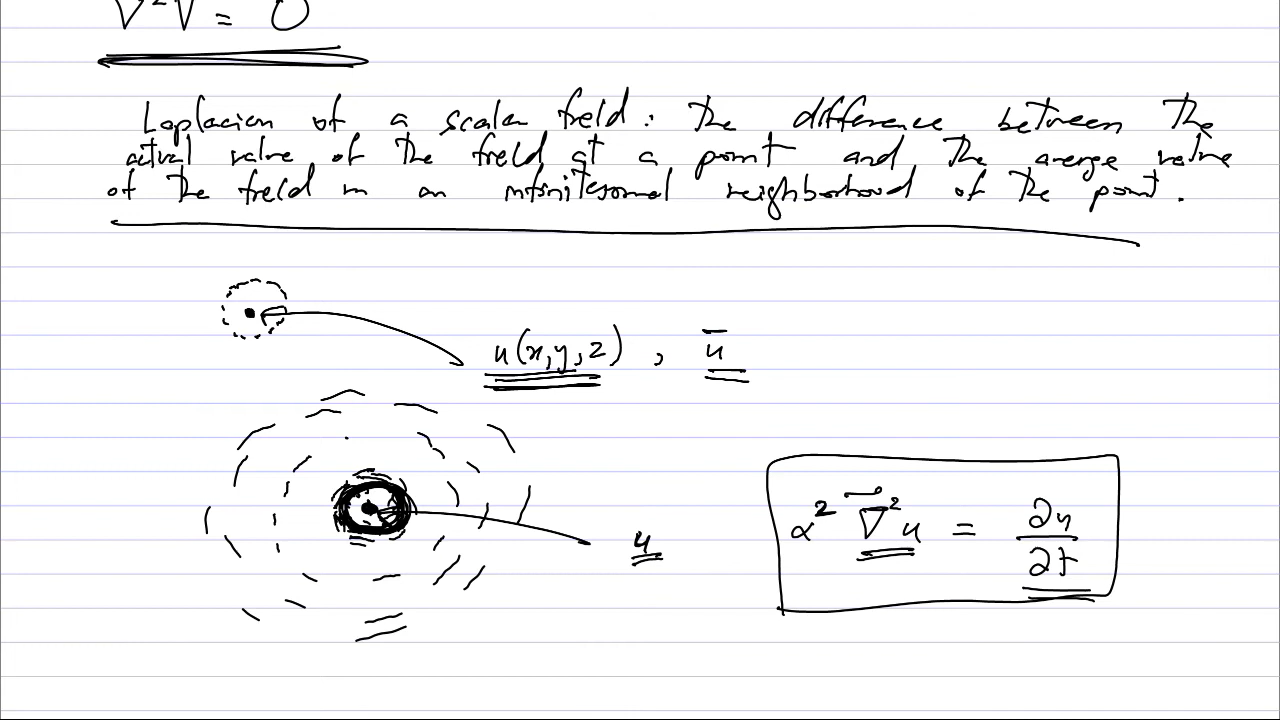 ∇²V = 0
Laplacian of a scalar field : The difference between the
actual value of the field at a point and the average value
of the field in an infinitesimal neighborhood of the point.
u(x,y,z) , ū
u
α² ∇⃗²u = ∂u/∂t